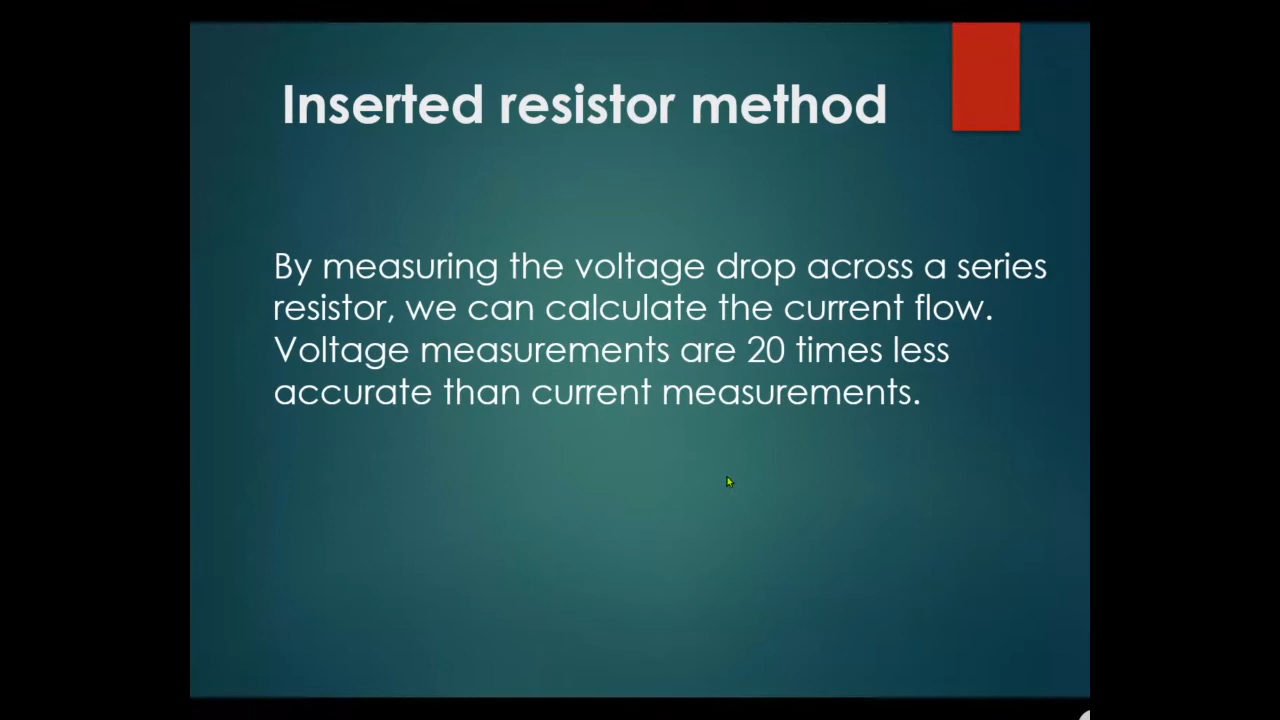 Inserted resistor method
By measuring the voltage drop across a series
resistor, we can calculate the current flow.
Voltage measurements are 20 times less
accurate than current measurements.